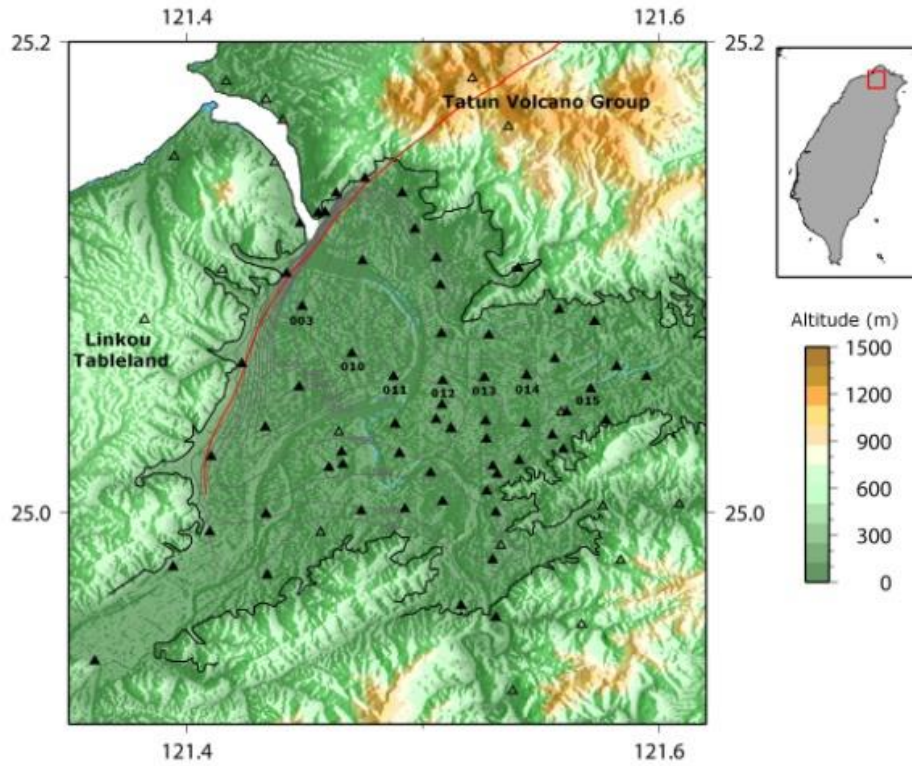 121.4 121.6
25.2 25.2
Tatun Volcano Group
003
Linkou
Tableland
010
011 012 013 014 015
25.0 25.0
121.4 121.6
Altitude (m)
1500
1200
900
600
300
0